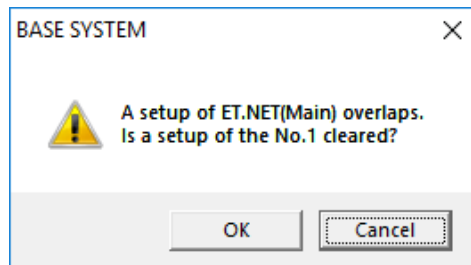 BASE SYSTEM
A setup of ET.NET(Main) overlaps.
Is a setup of the No.1 cleared?
OK
Cancel